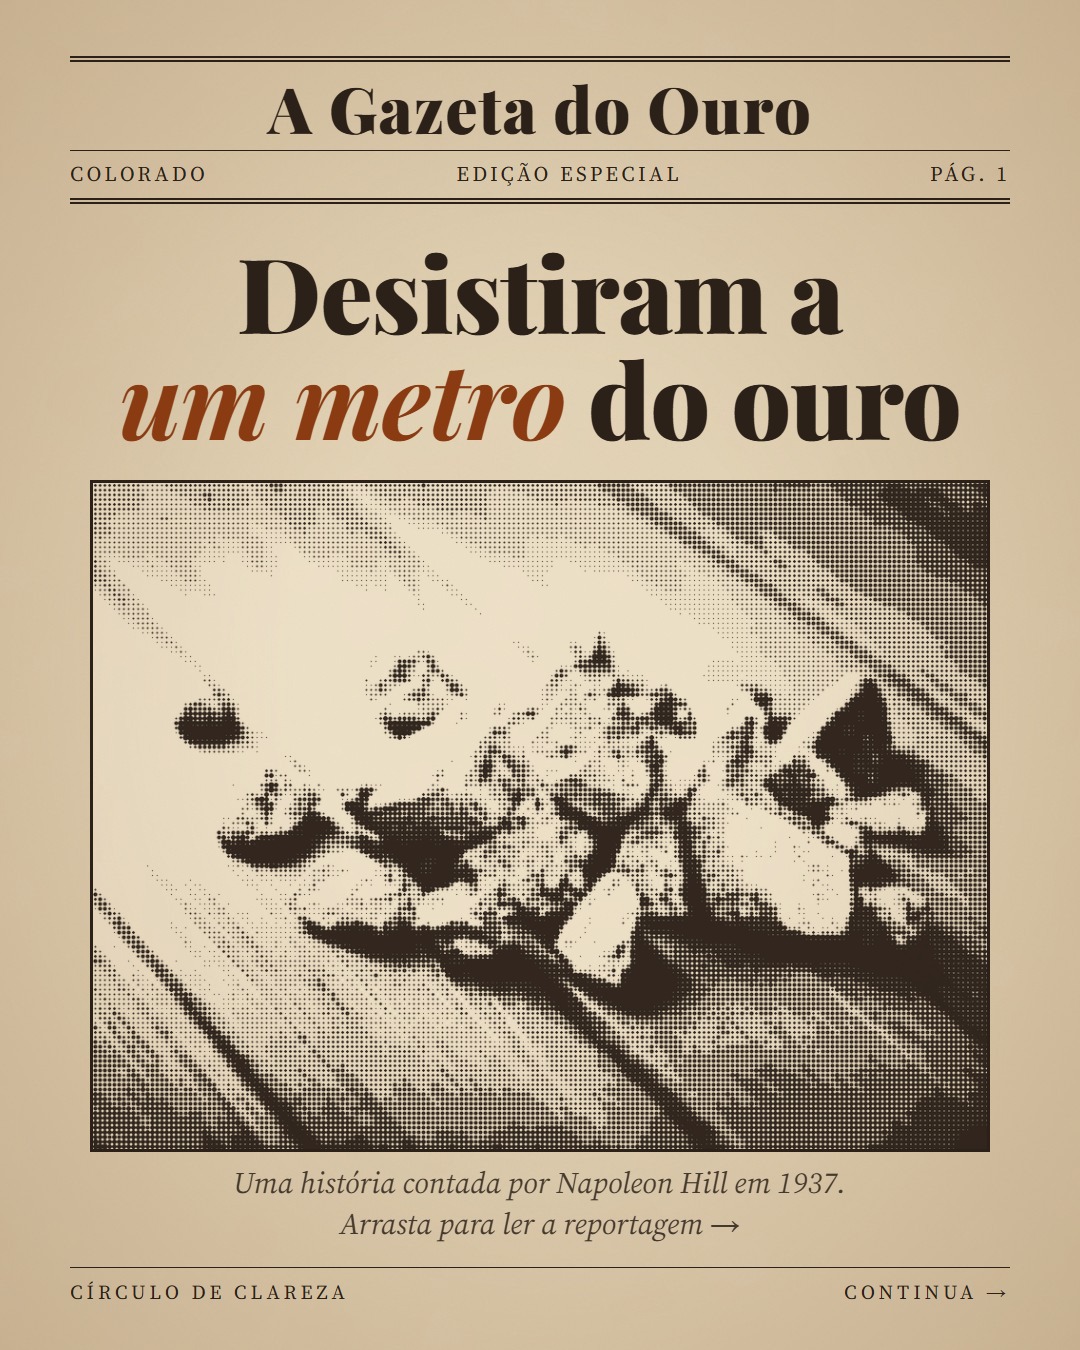 A Gazeta do Ouro
COLORADO EDIÇÃO ESPECIAL PÁG. 1
Desistiram a
um metro do ouro
Uma história contada por Napoleon Hill em 1937.
Arrasta para ler a reportagem →
CÍRCULO DE CLAREZA CONTINUA →